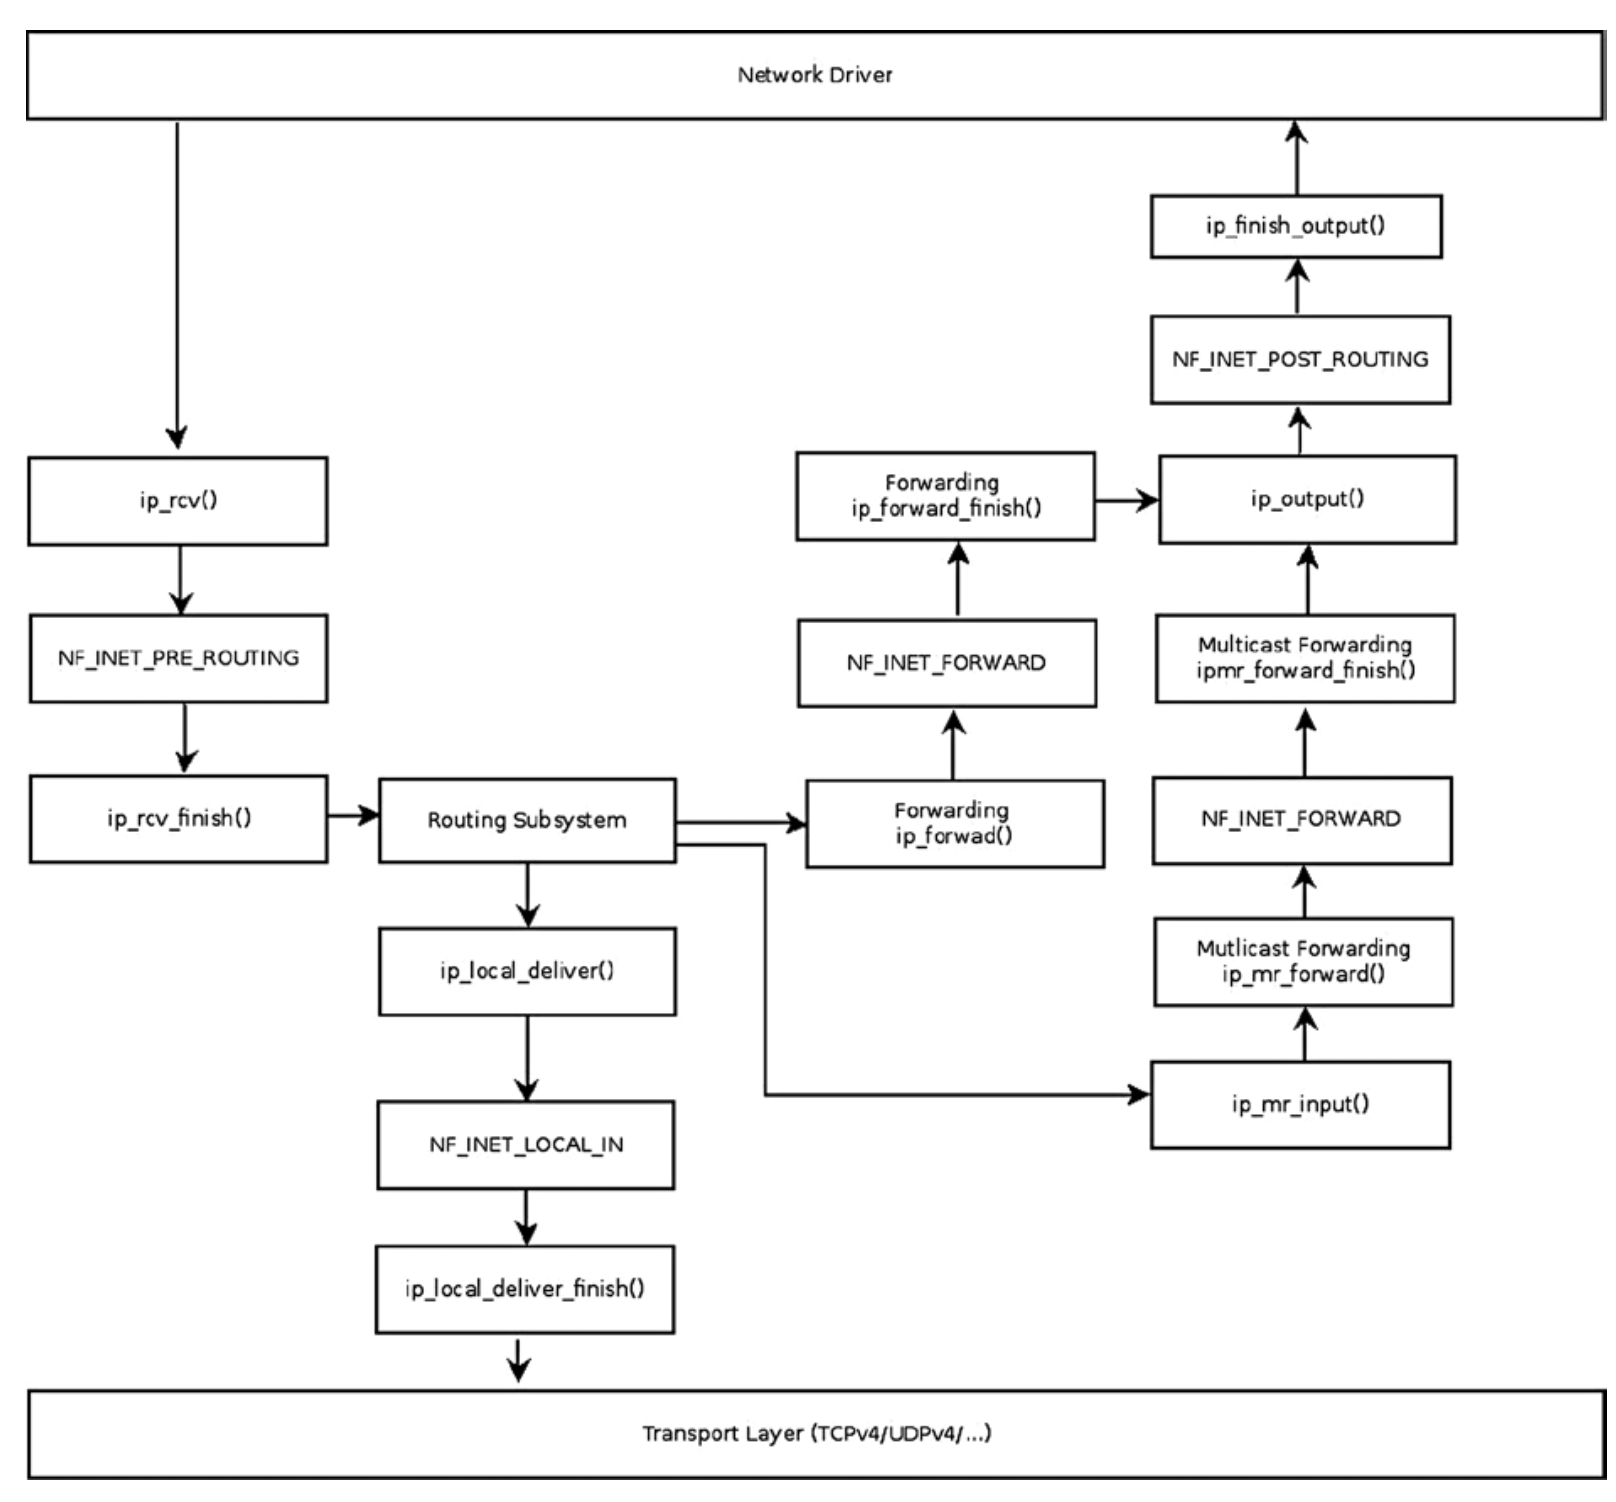 Network Driver
ip_finish_output()
NF_INET_POST_ROUTING
ip_rcv()
Forwarding
ip_forward_finish()
ip_output()
NF_INET_PRE_ROUTING
NF_INET_FORWARD
Multicast Forwarding
ipmr_forward_finish()
ip_rcv_finish()
Routing Subsystem
Forwarding
ip_forwad()
NF_INET_FORWARD
ip_local_deliver()
Mutlicast Forwarding
ip_mr_forward()
NF_INET_LOCAL_IN
ip_mr_input()
ip_local_deliver_finish()
Transport Layer (TCPv4/UDPv4/...)